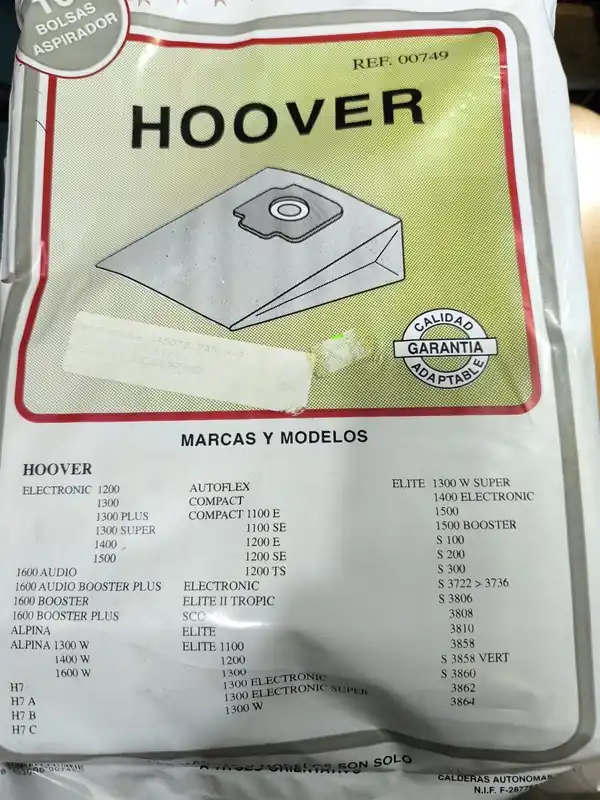 BOLSAS
ASPIRADOR
REF. 00749
HOOVER
CALIDAD
GARANTIA
ADAPTABLE
MARCAS Y MODELOS
HOOVER
ELECTRONIC 1200
1300
1300 PLUS
1300 SUPER
1400
1500
1600 AUDIO
1600 AUDIO BOOSTER PLUS
1600 BOOSTER
1600 BOOSTER PLUS
ALPINA
ALPINA 1300 W
1400 W
1600 W
H7
H7 A
H7 B
H7 C
AUTOFLEX
COMPACT
COMPACT 1100 E
1100 SE
1200 E
1200 SE
1200 TS
ELECTRONIC
ELITE II TROPIC
ELITE
ELITE 1100
1200
1300
1300 ELECTRONIC
1300 ELECTRONIC SUPER
1300 W
ELITE 1300 W SUPER
1400 ELECTRONIC
1500
1500 BOOSTER
S 100
S 200
S 300
S 3722 > 3736
S 3806
3808
3810
3858
S 3858 VERT
S 3860
3862
3864
SON SOLO
A TITULO ORIENTATIVO
CALDERAS AUTONOMAS
N.I.F.